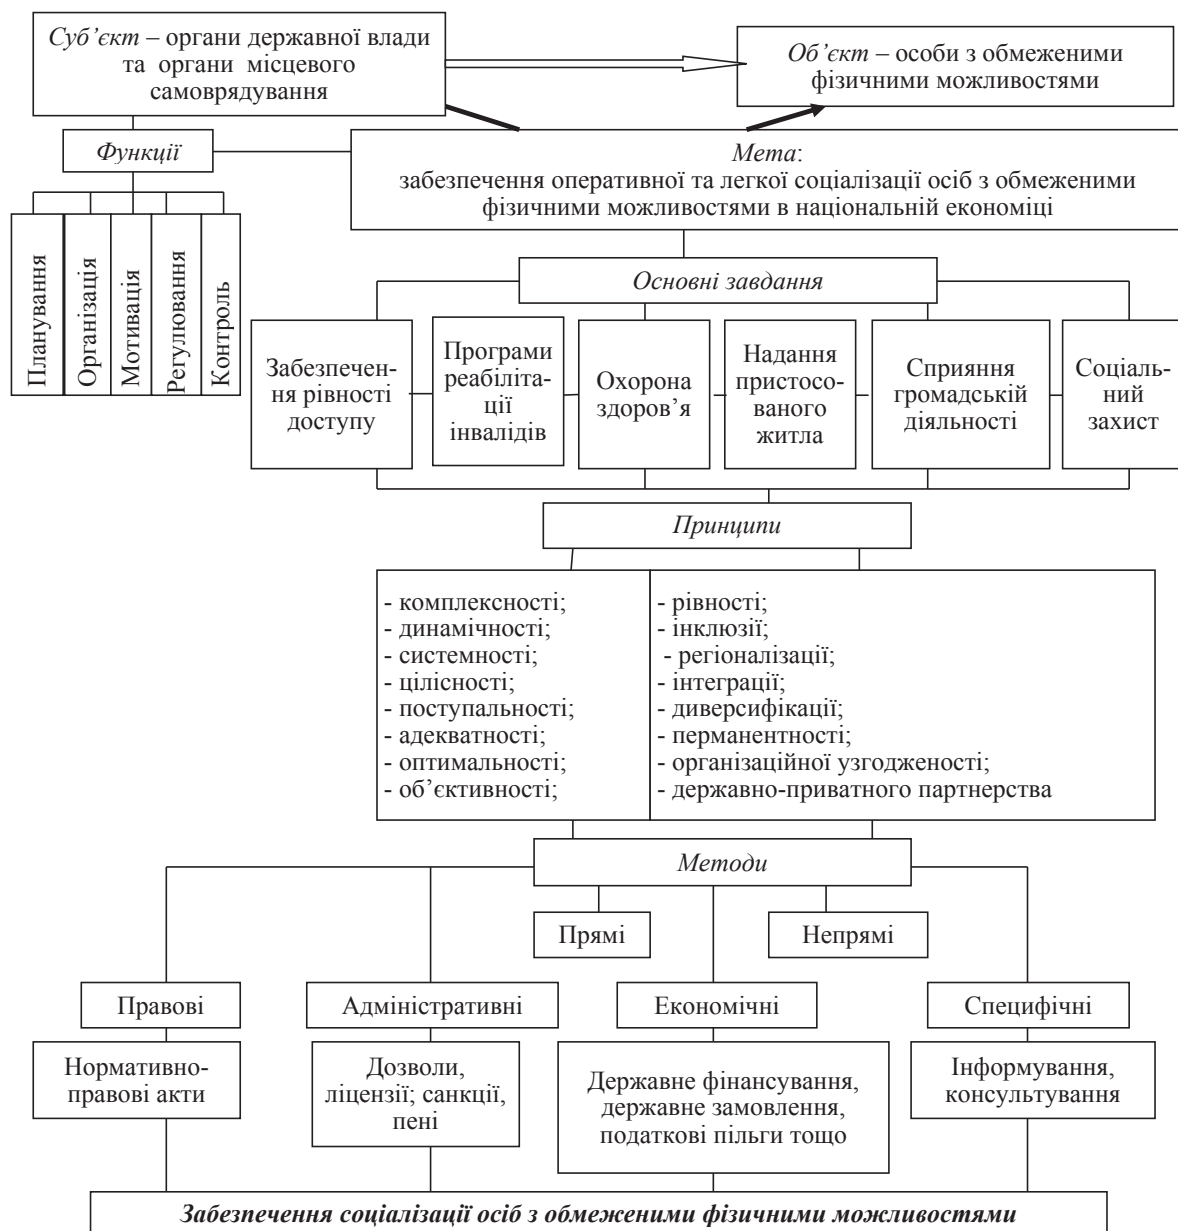 Суб’єкт – органи державної влади
та органи місцевого
самоврядування
Об’єкт – особи з обмеженими
фізичними можливостями
Функції
Планування
Організація
Мотивація
Регулювання
Контроль
Мета:
забезпечення оперативної та легкої соціалізації осіб з обмеженими
фізичними можливостями в національній економіці
Основні завдання
Забезпечен-
ня рівності
доступу
Програми
реабіліта-
ції
інвалідів
Охорона
здоров’я
Надання
пристосо-
ваного
житла
Сприяння
громадській
діяльності
Соціаль-
ний
захист
Принципи
- комплексності;
- динамічності;
- системності;
- цілісності;
- поступальності;
- адекватності;
- оптимальності;
- об’єктивності;
- рівності;
- інклюзії;
- регіоналізації;
- інтеграції;
- диверсифікації;
- перманентності;
- організаційної узгодженості;
- державно-приватного партнерства
Методи
Прямі
Непрямі
Правові
Адміністративні
Економічні
Специфічні
Нормативно-
правові акти
Дозволи,
ліцензії; санкції,
пені
Державне фінансування,
державне замовлення,
податкові пільги тощо
Інформування,
консультування
Забезпечення соціалізації осіб з обмеженими фізичними можливостями